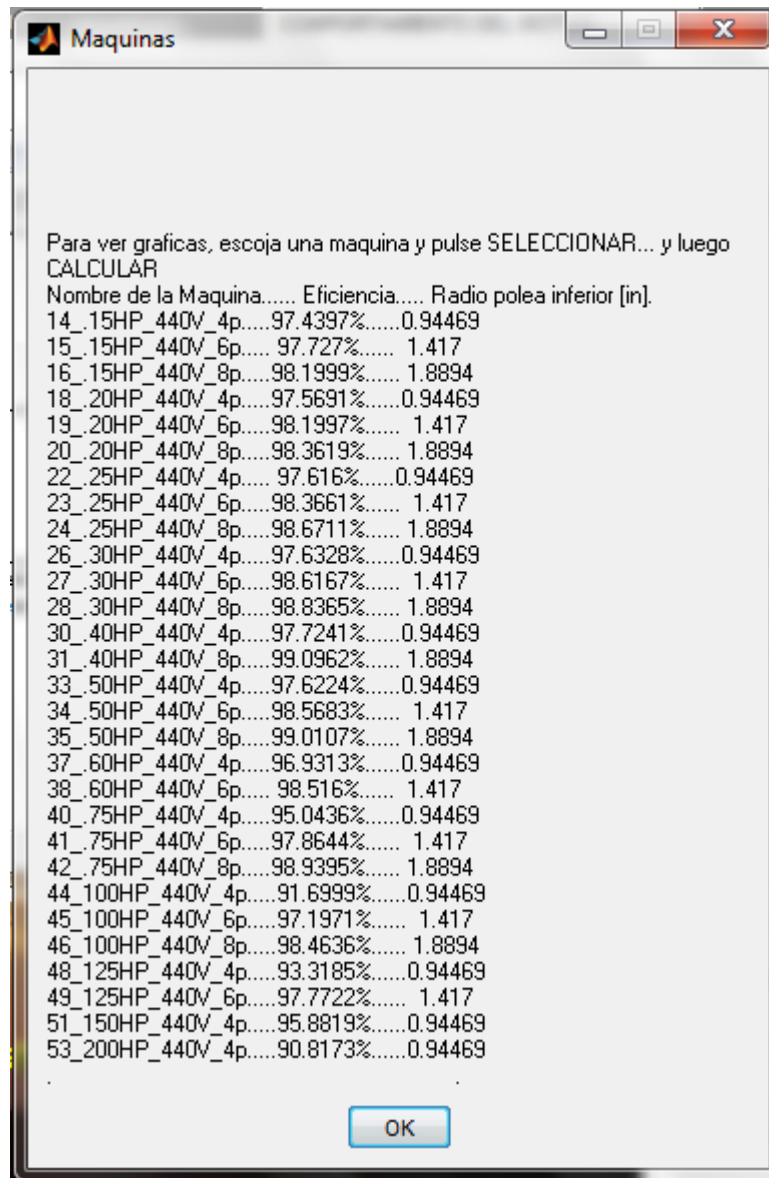 Maquinas
Para ver graficas, escoja una maquina y pulse SELECCIONAR... y luego
CALCULAR
Nombre de la Maquina...... Eficiencia..... Radio polea inferior [in].
14_.15HP_440V_4p.....97.4397%......0.94469
15_.15HP_440V_6p..... 97.727%...... 1.417
16_.15HP_440V_8p.....98.1999%...... 1.8894
18_.20HP_440V_4p.....97.5691%......0.94469
19_.20HP_440V_6p.....98.1997%...... 1.417
20_.20HP_440V_8p.....98.3619%...... 1.8894
22_.25HP_440V_4p..... 97.616%......0.94469
23_.25HP_440V_6p.....98.3661%...... 1.417
24_.25HP_440V_8p.....98.6711%...... 1.8894
26_.30HP_440V_4p.....97.6328%......0.94469
27_.30HP_440V_6p.....98.6167%...... 1.417
28_.30HP_440V_8p.....98.8365%...... 1.8894
30_.40HP_440V_4p.....97.7241%......0.94469
31_.40HP_440V_8p.....99.0962%...... 1.8894
33_.50HP_440V_4p.....97.6224%......0.94469
34_.50HP_440V_6p.....98.5683%...... 1.417
35_.50HP_440V_8p.....99.0107%...... 1.8894
37_.60HP_440V_4p.....96.9313%......0.94469
38_.60HP_440V_6p..... 98.516%...... 1.417
40_.75HP_440V_4p.....95.0436%......0.94469
41_.75HP_440V_6p.....97.8644%...... 1.417
42_.75HP_440V_8p.....98.9395%...... 1.8894
44_100HP_440V_4p.....91.6999%......0.94469
45_100HP_440V_6p.....97.1971%...... 1.417
46_100HP_440V_8p.....98.4636%...... 1.8894
48_125HP_440V_4p.....93.3185%......0.94469
49_125HP_440V_6p.....97.7722%...... 1.417
51_150HP_440V_4p.....95.8819%......0.94469
53_200HP_440V_4p.....90.8173%......0.94469
. .
OK